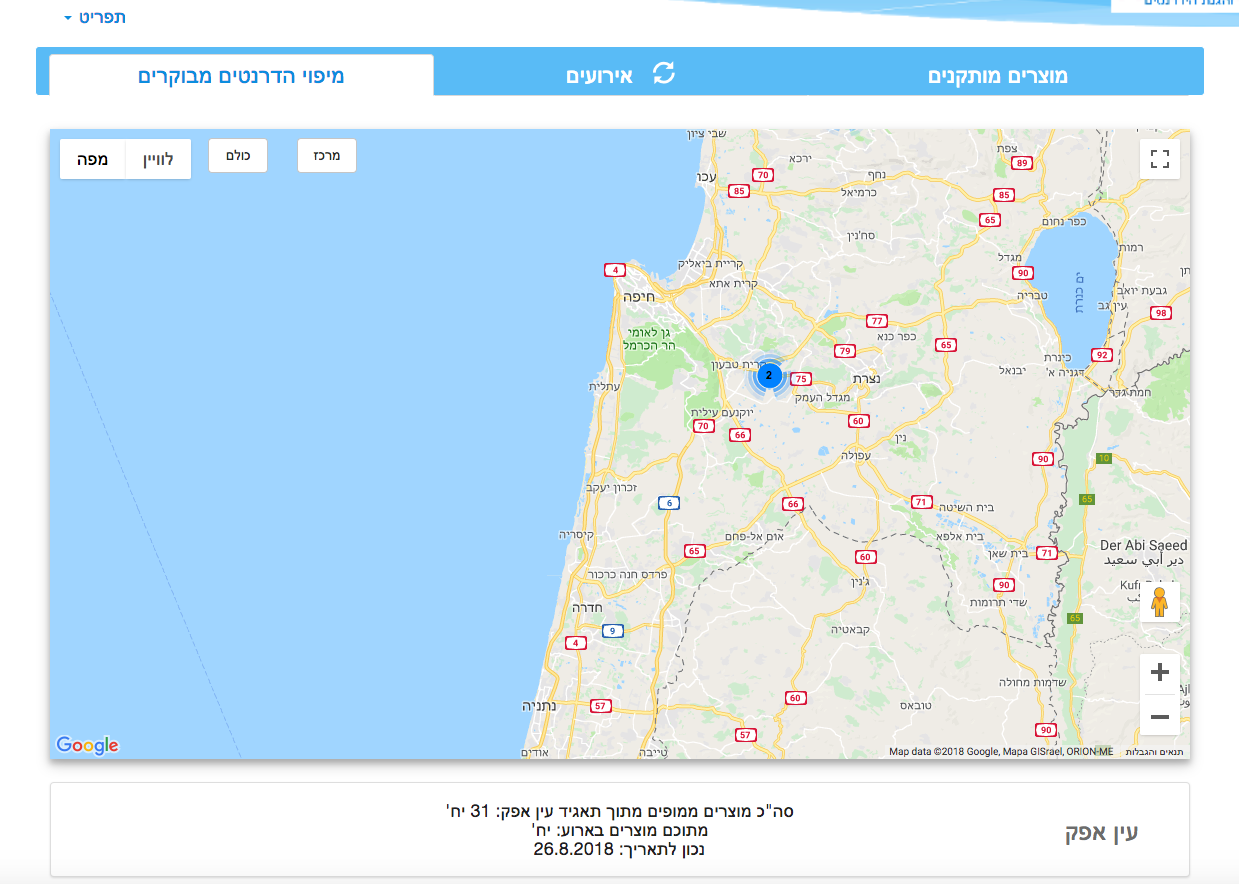 תפריט
מוצרים מותקנים
אירועים
מיפוי הדרנטים מבוקרים
מפה
לוויין
כולם
מרכז
שבי ציון
צפת
89
ירכא
נחף
עכו
70
85
כרמיאל
85
65
כפר נחום
סח'נין
רמות
מגדל
קריית ביאליק
4
90
קרית אתא
ים כנרת
גבעת יואב
חיפה
טבריה
עין גב
98
77
גן לאומי
הר הכרמל
כפר כנא
65
79
92
כינרת
2
75
נצרת
יבנאל
דגניה א'
עתלית
מגדל העמק
חמת גדר
יוקנעם עילית
70
66
60
נין
עפולה
90
10
זכרון יעקב
6
66
71
65
בית השיטה
קיסריה
אום אל-פחם
בית אלפא
65
60
בית שאן
71
Der Abi Saeed
دير أبي سعيد
פרדס חנה כרכור
ג'נין
90
חדרה
שדי תרומות
9
65
קבאטיה
4
שדמות מחולה
60
נתניה
57
טובאס
57
90
אודים
טייבה
Google
Map data ©2018 Google, Mapa GISrael, ORION-ME
תנאים והגבלות
עין אפק
סה"כ מוצרים ממופים מתוך תאגיד עין אפק: 31 יח'
מתוכם מוצרים בארוע: יח'
נכון לתאריך: 26.8.2018